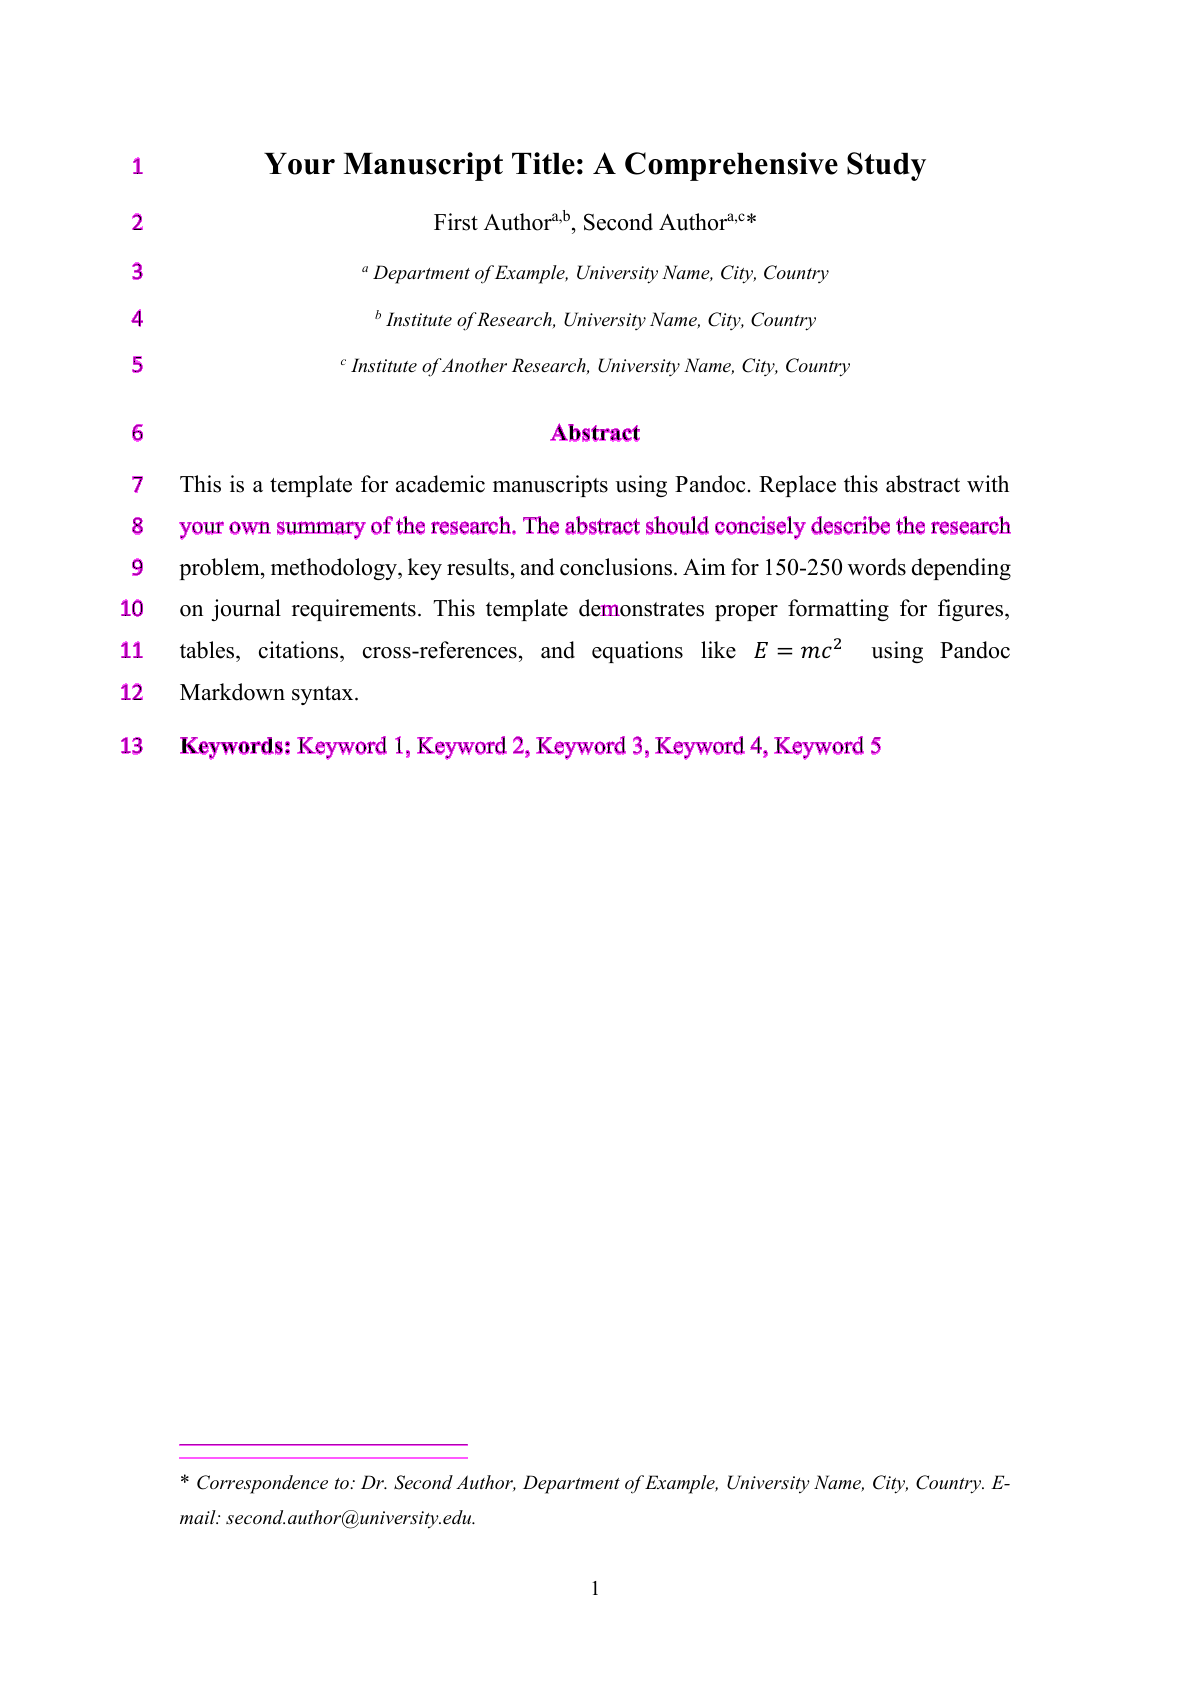 1 Your Manuscript Title: A Comprehensive Study
2 First Authorᵃ,ᵇ, Second Authorᵃ,ᶜ*
3 ᵃ Department of Example, University Name, City, Country
4 ᵇ Institute of Research, University Name, City, Country
5 ᶜ Institute of Another Research, University Name, City, Country
6 Abstract
7 This is a template for academic manuscripts using Pandoc. Replace this abstract with
8 your own summary of the research. The abstract should concisely describe the research
9 problem, methodology, key results, and conclusions. Aim for 150-250 words depending
10 on journal requirements. This template demonstrates proper formatting for figures,
11 tables, citations, cross-references, and equations like E = mc² using Pandoc
12 Markdown syntax.
13 Keywords: Keyword 1, Keyword 2, Keyword 3, Keyword 4, Keyword 5
* Correspondence to: Dr. Second Author, Department of Example, University Name, City, Country. E-
mail: second.author@university.edu.
1